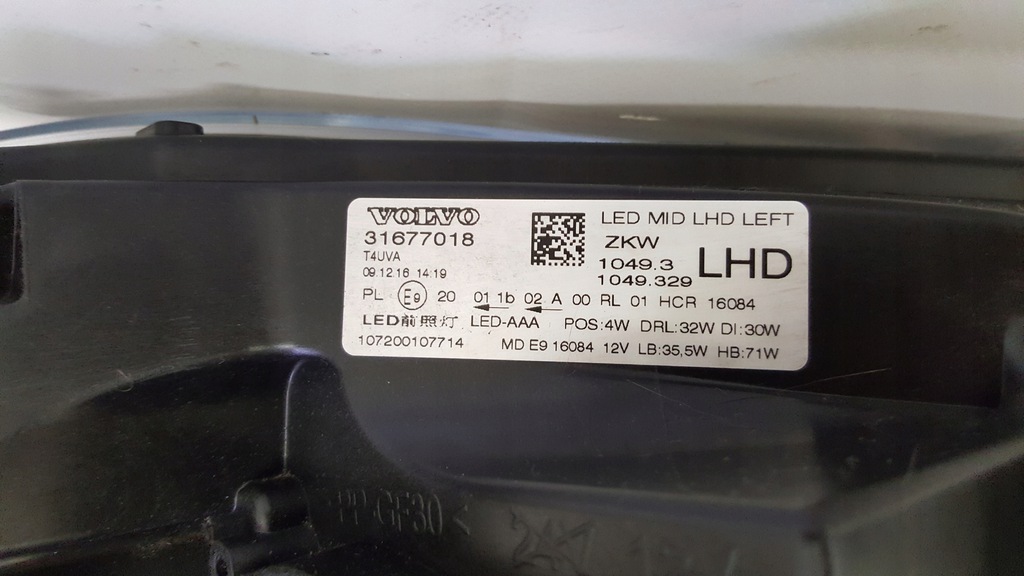 VOLVO
31677018
T4UVA
09.12.16 14:19
LED MID LHD LEFT
ZKW
1049.3
1049.329
LHD
PL E9 20 01 1b 02 A 00 RL 01 HCR 16084
LED前照灯 LED-AAA POS:4W DRL:32W DI:30W
107200107714 MD E9 16084 12V LB:35,5W HB:71W
PP-GF30<